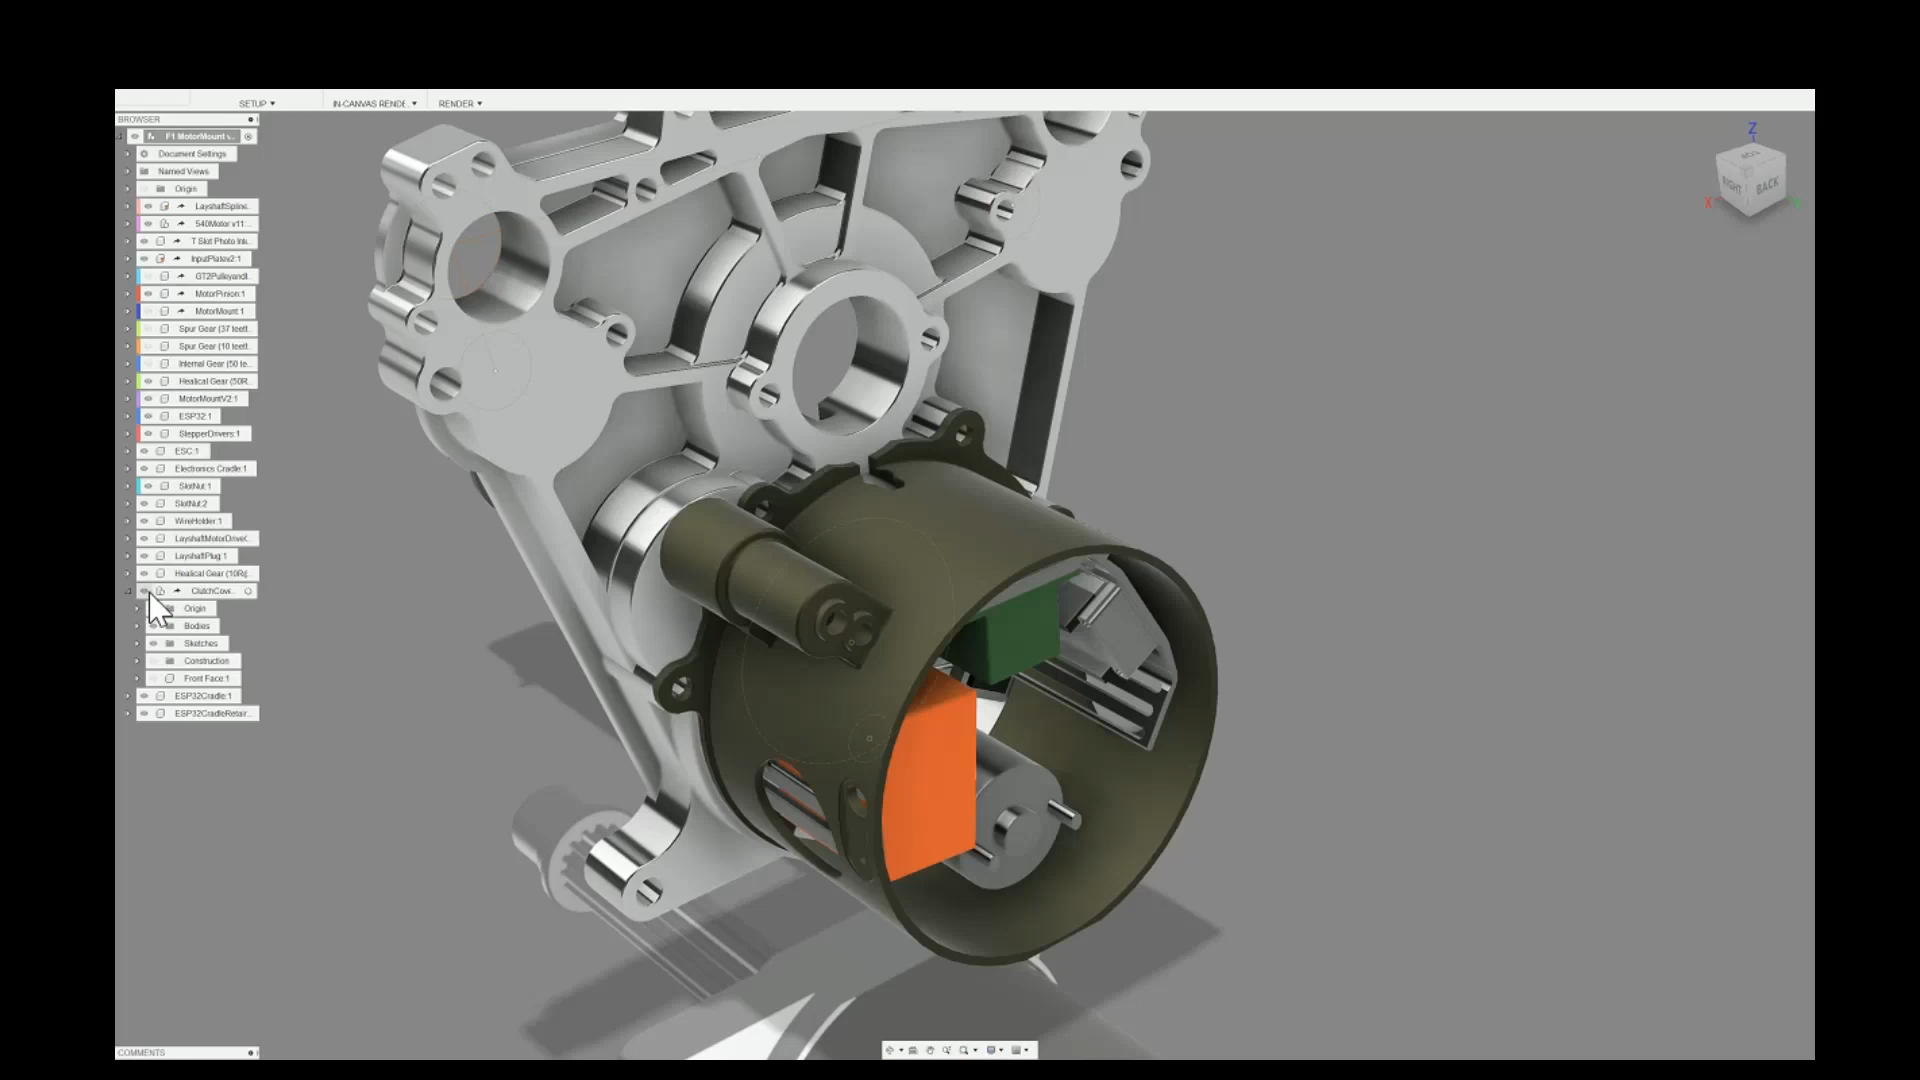 SETUP ▾ IN-CANVAS RENDE.. ▾ RENDER ▾
BROWSER
F1 MotorMount v...
Document Settings
Named Views
Origin
LayshaftSpline.
540Motor v11:...
T Slot Photo Ink...
InputPlatev2:1
GT2Pulleyandl..
MotorPinion:1
MotorMount:1
Spur Gear (37 teet..
Spur Gear (10 teet..
Internal Gear (50 te..
Healical Gear (50R..
MotorMountV2:1
ESP32:1
StepperDrivers:1
ESC:1
Electronics Cradle:1
SlotNut:1
SlotNut:2
WireHolder:1
LayshaftMotorDrive..
LayshaftPlug:1
Healical Gear (10R..
ClutchCove..
Origin
Bodies
Sketches
Construction
Front Face:1
ESP32Cradle:1
ESP32CradleRetair...
COMMENTS
Z
RIGHT
BACK
X